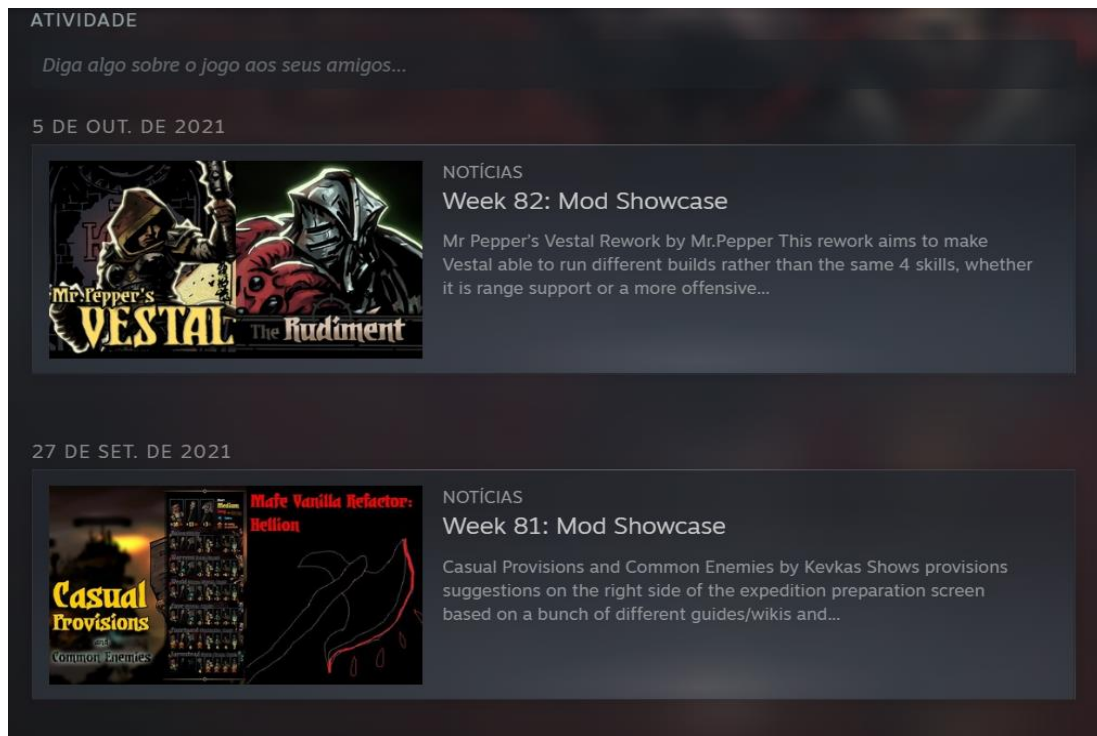 ATIVIDADE
Diga algo sobre o jogo aos seus amigos...
5 DE OUT. DE 2021
Mr.Pepper's
VESTAL
The Rudiment
NOTÍCIAS
Week 82: Mod Showcase
Mr Pepper's Vestal Rework by Mr.Pepper This rework aims to make
Vestal able to run different builds rather than the same 4 skills, whether
it is range support or a more offensive...
27 DE SET. DE 2021
Casual
Provisions
and
Common Enemies
Mafe Vanilla Refactor:
Hellion
NOTÍCIAS
Week 81: Mod Showcase
Casual Provisions and Common Enemies by Kevkas Shows provisions
suggestions on the right side of the expedition preparation screen
based on a bunch of different guides/wikis and...